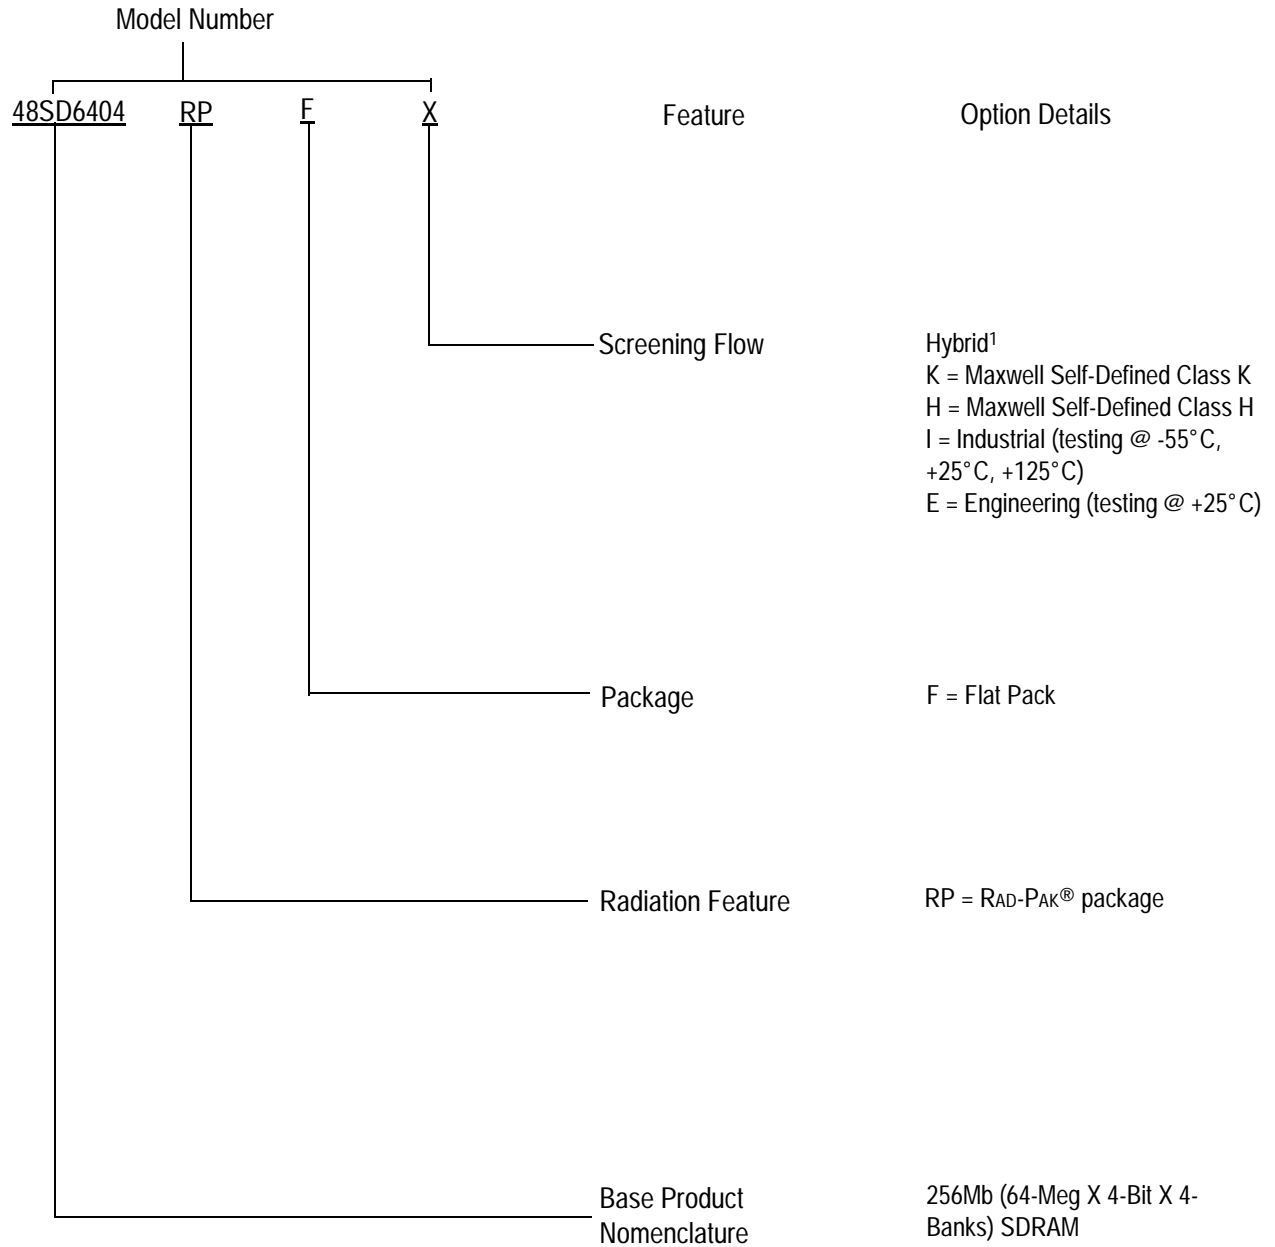 Model Number
48SD6404 RP F X Feature Option Details
Screening Flow Hybrid1
K = Maxwell Self-Defined Class K
H = Maxwell Self-Defined Class H
I = Industrial (testing @ -55°C,
+25°C, +125°C)
E = Engineering (testing @ +25°C)
Package F = Flat Pack
Radiation Feature RP = RAD-PAK® package
Base Product 256Mb (64-Meg X 4-Bit X 4-
Nomenclature Banks) SDRAM